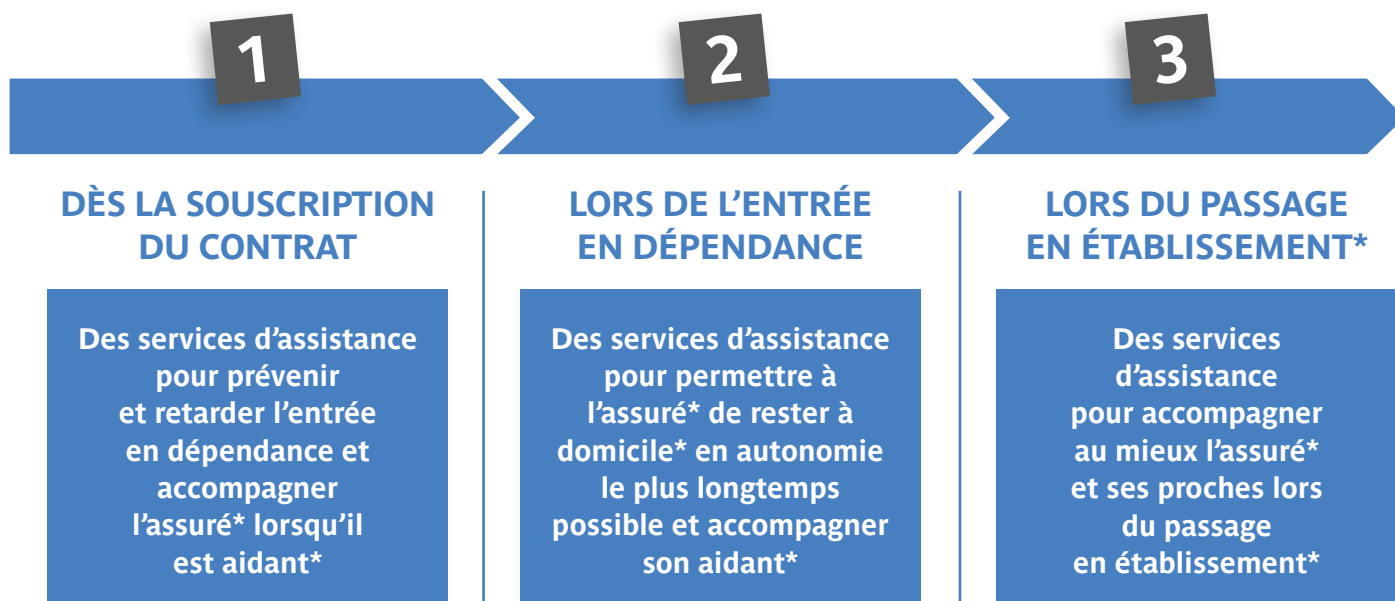 1
2
3
DÈS LA SOUSCRIPTION
DU CONTRAT
Des services d’assistance
pour prévenir
et retarder l’entrée
en dépendance et
accompagner
l’assuré* lorsqu’il
est aidant*
LORS DE L’ENTRÉE
EN DÉPENDANCE
Des services d’assistance
pour permettre à
l’assuré* de rester à
domicile* en autonomie
le plus longtemps
possible et accompagner
son aidant*
LORS DU PASSAGE
EN ÉTABLISSEMENT*
Des services
d’assistance
pour accompagner
au mieux l’assuré*
et ses proches lors
du passage
en établissement*